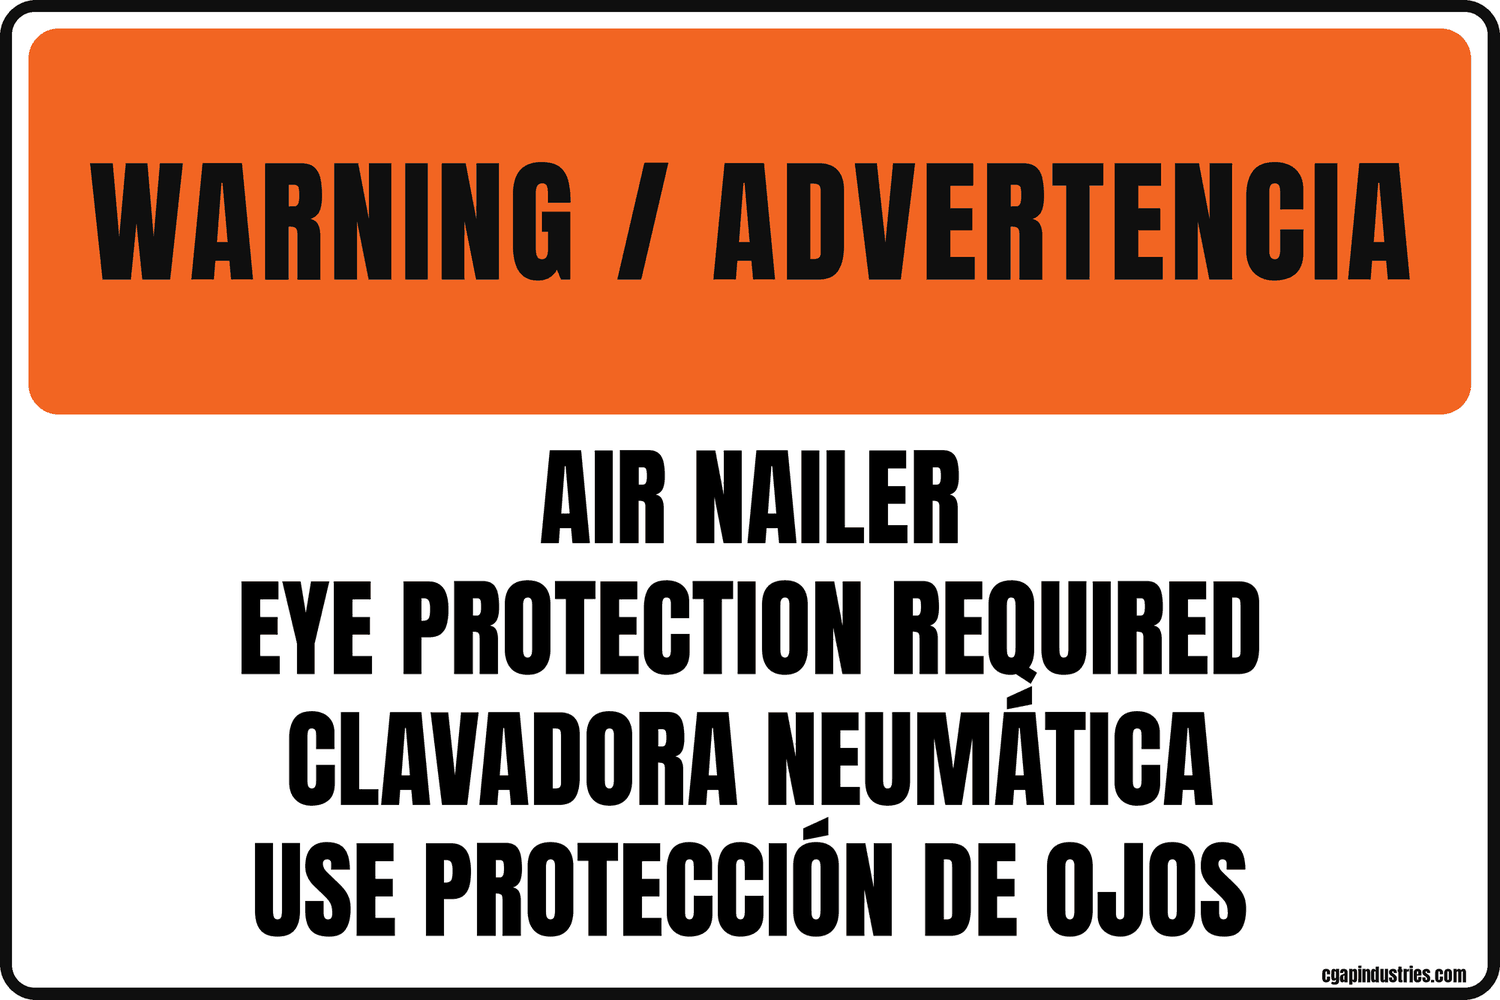 WARNING / ADVERTENCIA
AIR NAILER
EYE PROTECTION REQUIRED
CLAVADORA NEUMÁTICA
USE PROTECCIÓN DE OJOS
cgapindustries.com